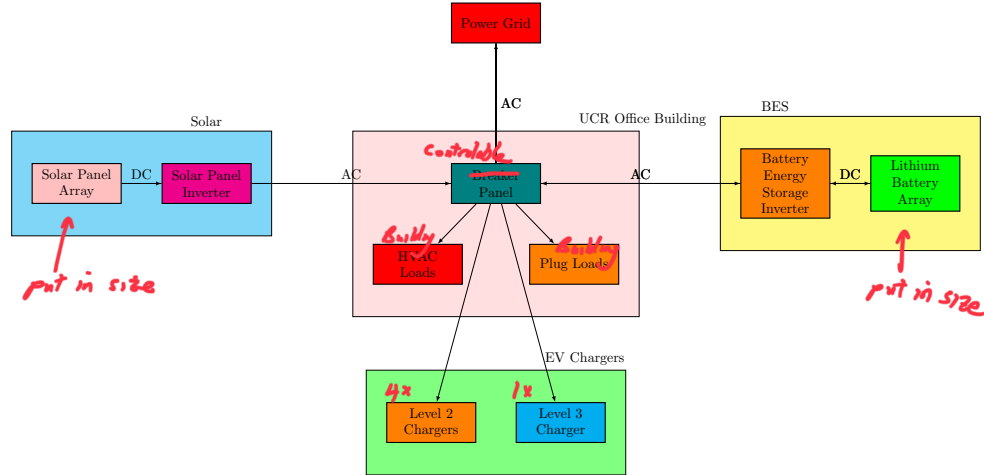 Power Grid
AC
Solar
UCR Office Building
BES
Controlable
Breaker
Panel
Solar Panel
Array
DC
Solar Panel
Inverter
AC
AC
Battery
Energy
Storage
Inverter
DC
Lithium
Battery
Array
Building
HVAC
Loads
Building
Plug Loads
put in size
put in size
EV Chargers
4x
1x
Level 2
Chargers
Level 3
Charger